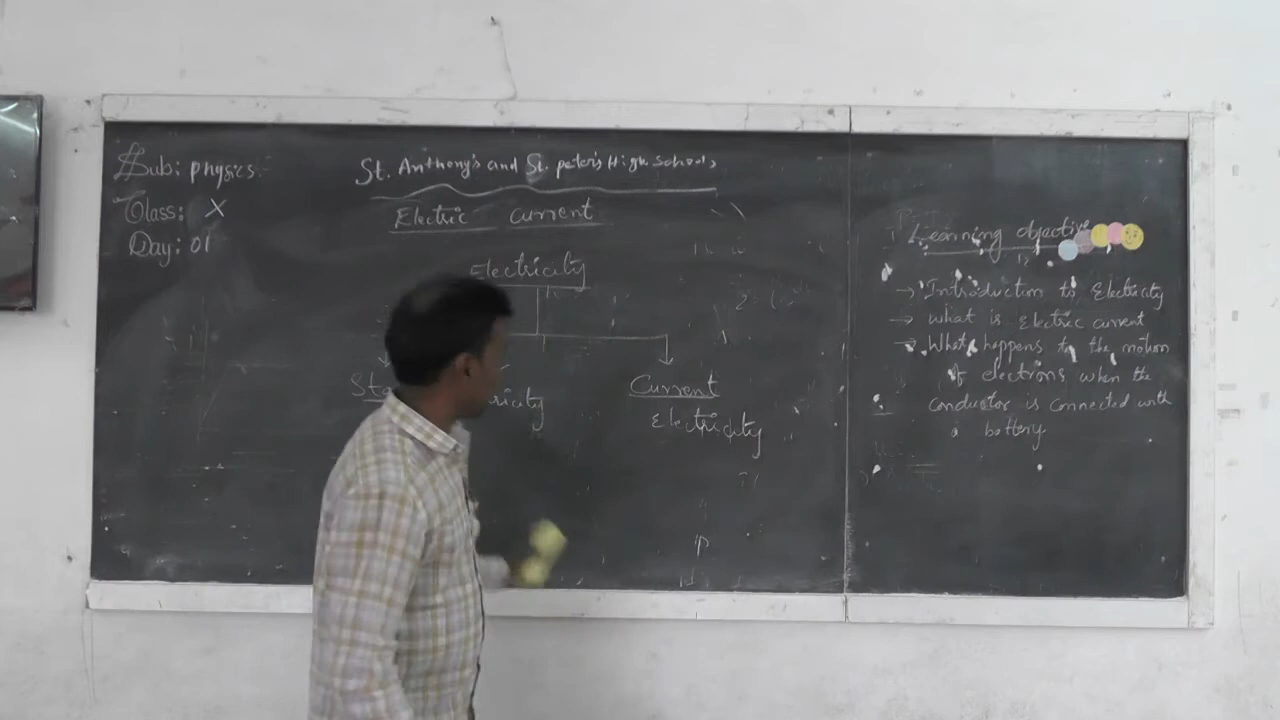 Sub: physics.
Class: X
Day: 01
St. Anthony's and St. peter's High Schools
Electric current
Electricity
Current
Electricity
Learning objective
→ Introduction to Electricity
→ what is electric current
→ What happens to the motion
of electrons when the
conductor is connected with
a battery